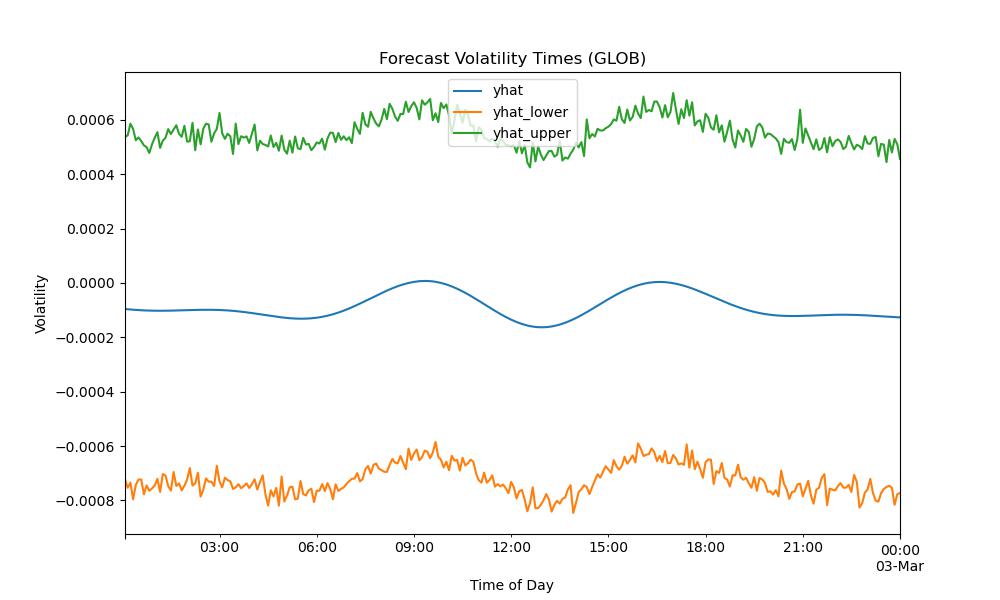 Forecast Volatility Times (GLOB)
yhat
yhat_lower
yhat_upper
0.0006
0.0004
0.0002
0.0000
−0.0002
−0.0004
−0.0006
−0.0008
Volatility
03:00
06:00
09:00
12:00
15:00
18:00
21:00
00:00
03-Mar
Time of Day